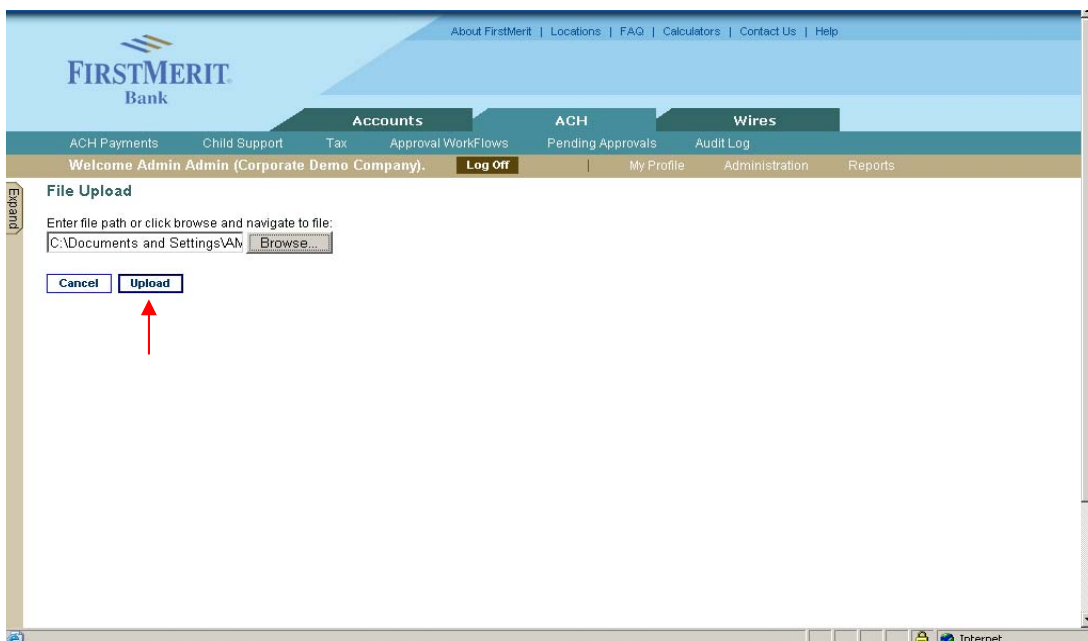 About FirstMerit | Locations | FAQ | Calculators | Contact Us | Help
FIRSTMERIT
Bank
Accounts ACH Wires
ACH Payments Child Support Tax Approval WorkFlows Pending Approvals Audit Log
Welcome Admin Admin (Corporate Demo Company). Log Off | My Profile Administration Reports
Expand
File Upload
Enter file path or click browse and navigate to file:
C:\Documents and Settings\AM Browse...
Cancel Upload
Internet